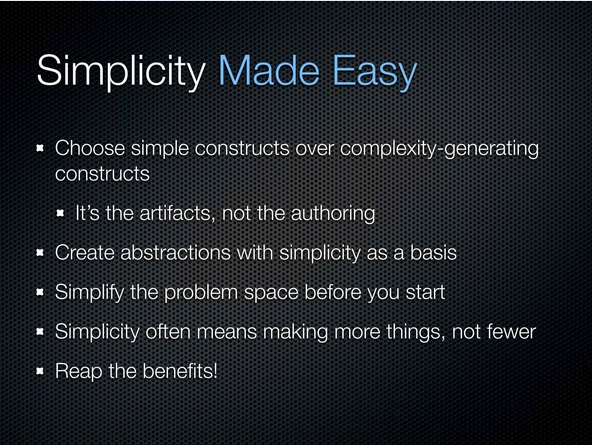 Simplicity Made Easy
Choose simple constructs over complexity-generating
constructs
It's the artifacts, not the authoring
Create abstractions with simplicity as a basis
Simplify the problem space before you start
Simplicity often means making more things, not fewer
Reap the benefits!